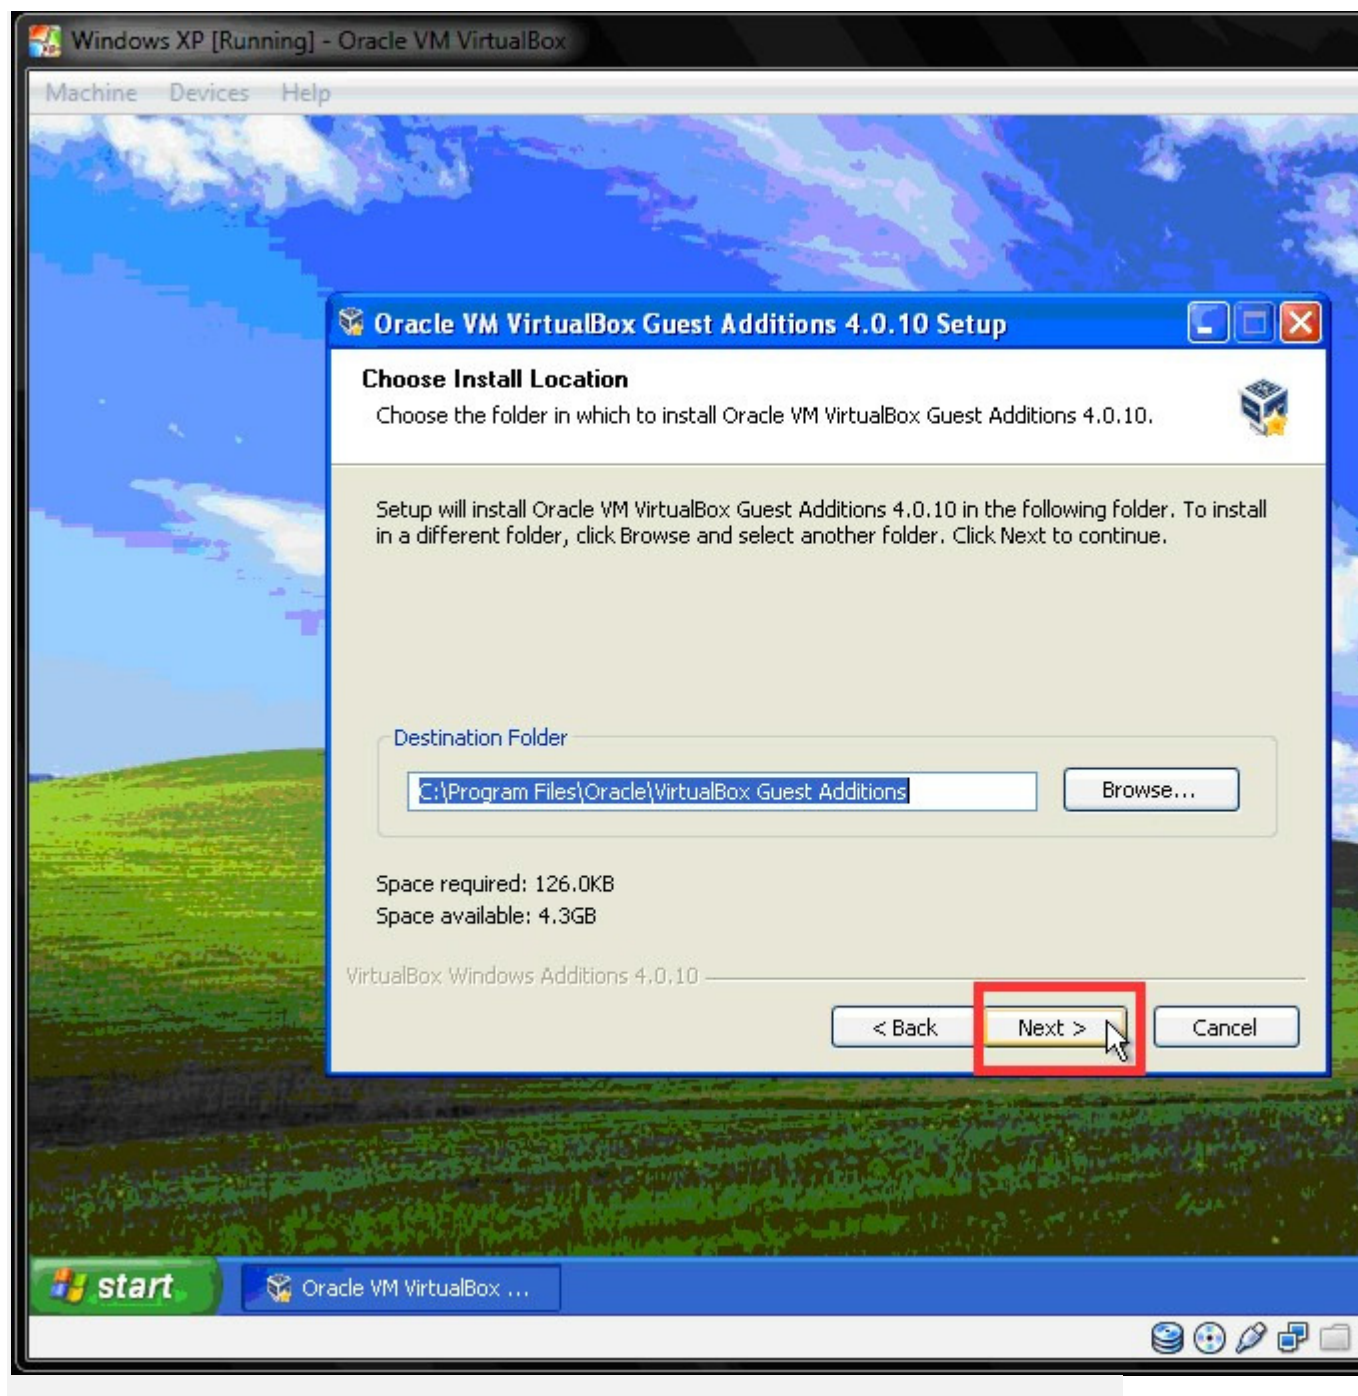 Windows XP [Running] - Oracle VM VirtualBox
Machine Devices Help
Oracle VM VirtualBox Guest Additions 4.0.10 Setup
Choose Install Location
Choose the folder in which to install Oracle VM VirtualBox Guest Additions 4.0.10.
Setup will install Oracle VM VirtualBox Guest Additions 4.0.10 in the following folder. To install
in a different folder, click Browse and select another folder. Click Next to continue.
Destination Folder
C:\Program Files\Oracle\VirtualBox Guest Additions
Browse...
Space required: 126.0KB
Space available: 4.3GB
VirtualBox Windows Additions 4.0.10
< Back Next > Cancel
start Oracle VM VirtualBox ...